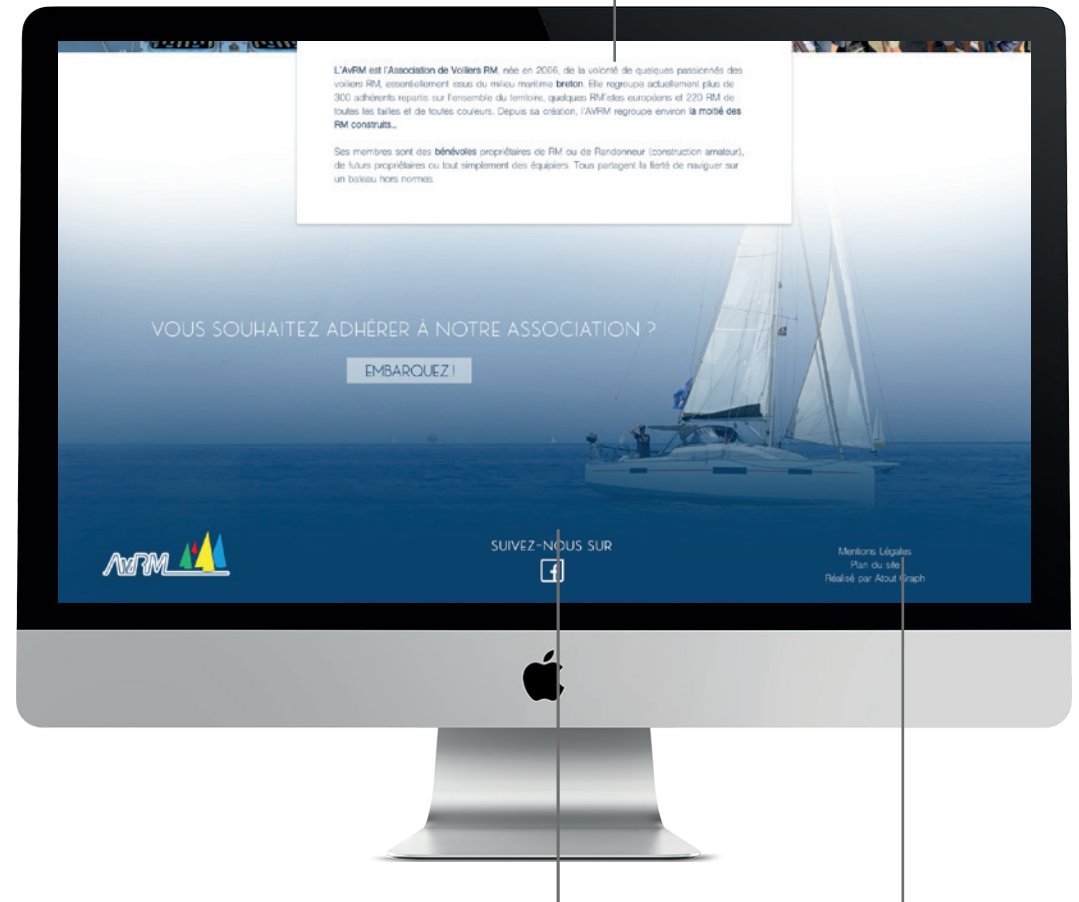 L'AvRM est l'Association de Voiliers RM, née en 2006, de la volonté de quelques passionnés des
voiliers RM, essentiellement issus du milieu maritime breton. Elle regroupe actuellement plus de
300 adhérents repartis sur l'ensemble du territoire, quelques RM'istes européens et 220 RM de
toutes les tailles et de toutes couleurs. Depuis sa création, l'AVRM regroupe environ la moitié des
RM construits...
Ses membres sont des bénévoles propriétaires de RM ou de Randonneur (construction amateur),
de futurs propriétaires ou tout simplement des équipiers. Tous partagent la fierté de naviguer sur
un bateau hors normes.
VOUS SOUHAITEZ ADHÉRER À NOTRE ASSOCIATION ?
EMBARQUEZ !
AvRM
SUIVEZ-NOUS SUR
f
Mentions Légales
Plan du site
Réalisé par Atout Graph